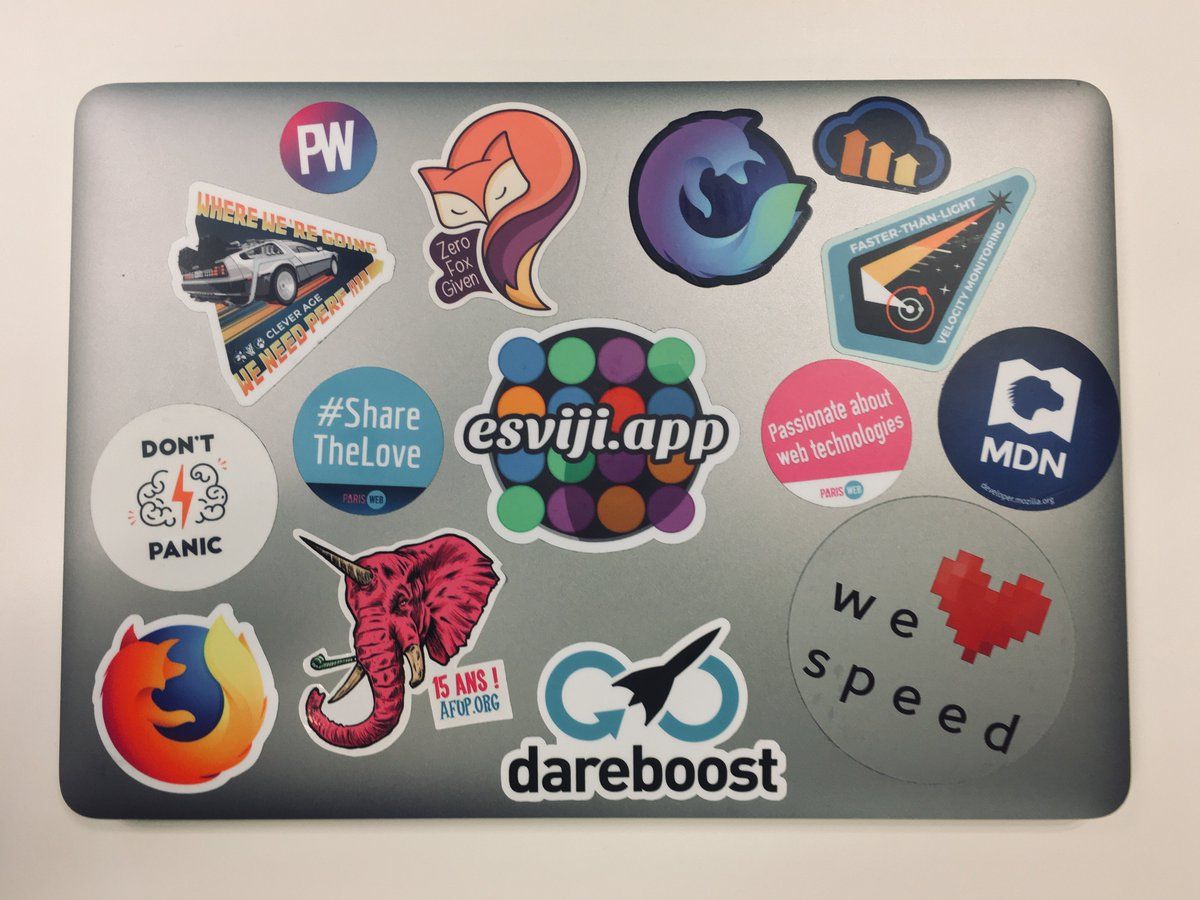 PW
WHERE WE'RE GOING
CLEVER AGE
WE NEED PERF !!!!
Zero
Fox
Given
FASTER-THAN-LIGHT
VELOCITY MONITORING
DON'T
PANIC
#Share
TheLove
PARIS WEB
esviji.app
Passionate about
web technologies
PARIS WEB
MDN
developer.mozilla.org
15 ANS !
AFUP.ORG
dareboost
we
speed